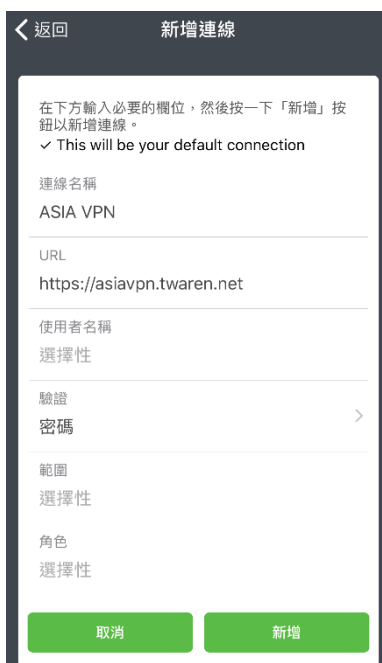 返回
新增連線
在下方輸入必要的欄位，然後按一下「新增」按
鈕以新增連線。
✓ This will be your default connection
連線名稱
ASIA VPN
URL
https://asiavpn.twaren.net
使用者名稱
選擇性
驗證
密碼
範圍
選擇性
角色
選擇性
取消
新增